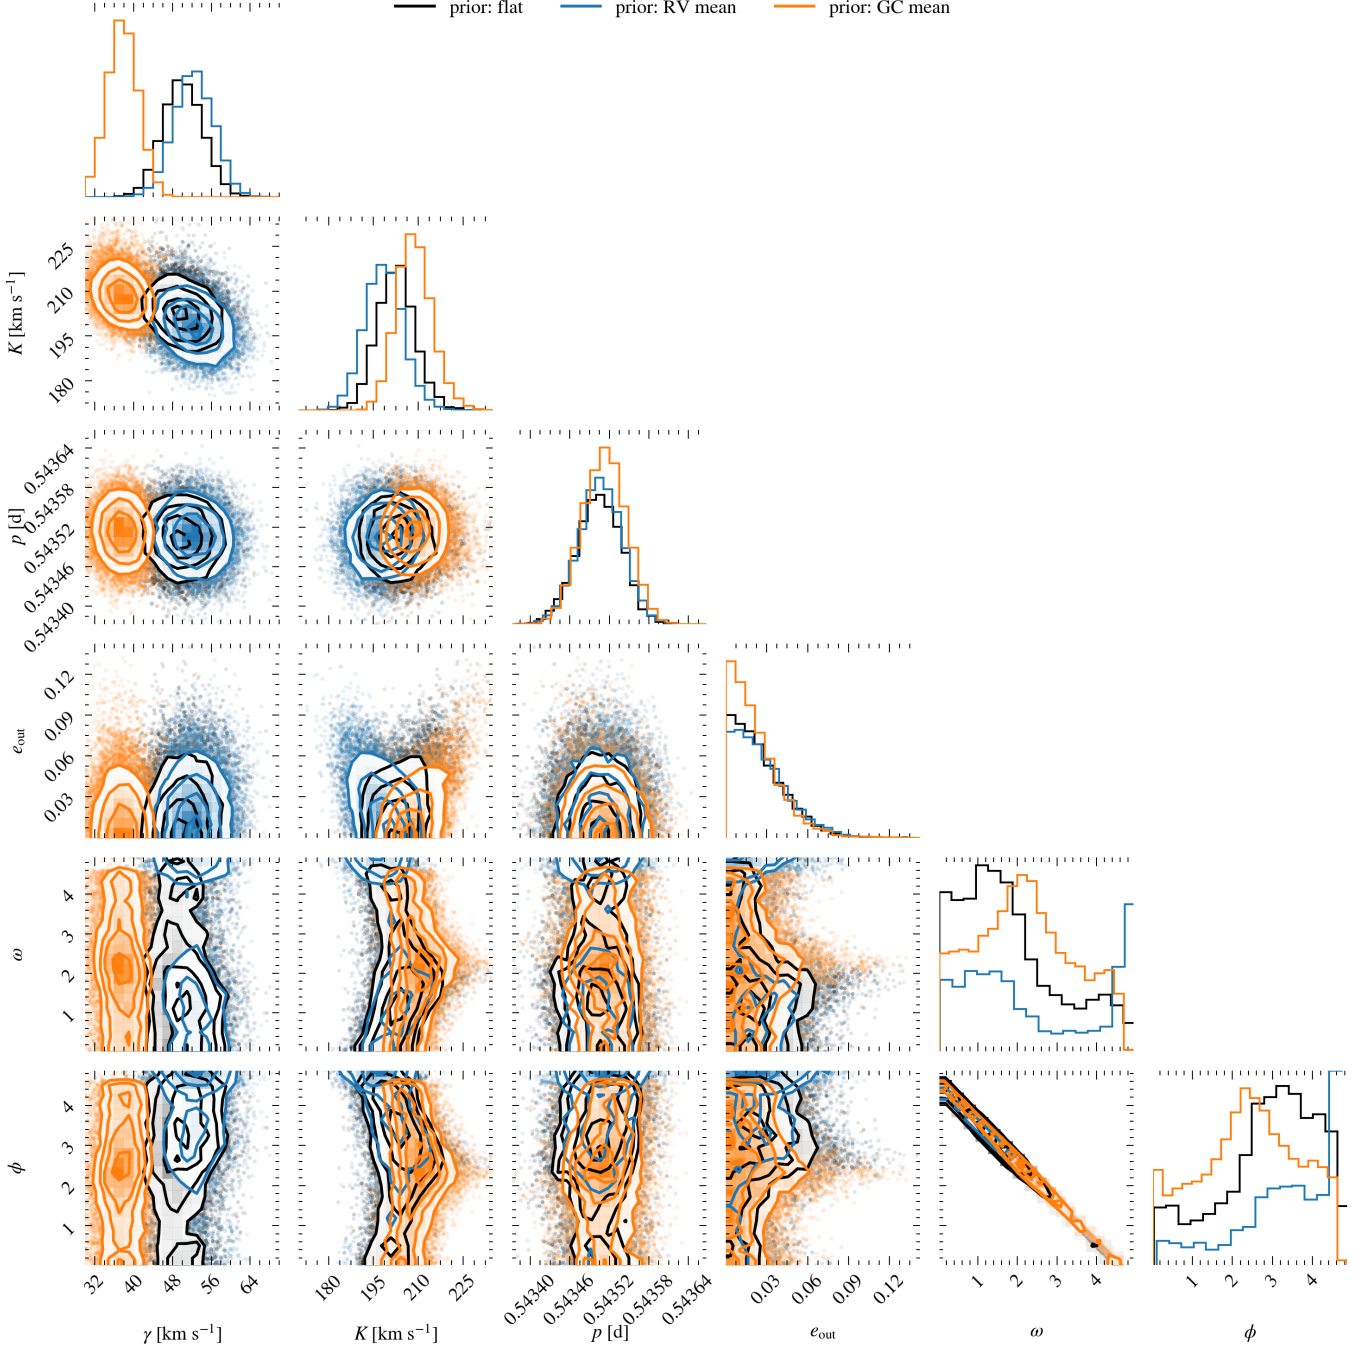 prior: flat prior: RV mean prior: GC mean
K [km s⁻¹]
225
210
195
180
p [d]
0.54364
0.54358
0.54352
0.54346
0.54340
e_out
0.12
0.09
0.06
0.03
ω
4
3
2
1
ϕ
4
3
2
1
32 40 48 56 64
180 195 210 225
0.54340 0.54346 0.54352 0.54358 0.54364
0.03 0.06 0.09 0.12
1 2 3 4
1 2 3 4
γ [km s⁻¹] K [km s⁻¹] p [d] e_out ω ϕ